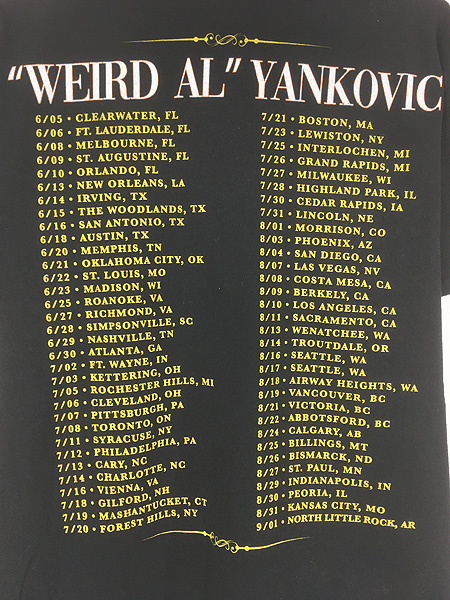 "WEIRD AL" YANKOVIC
6/05 • CLEARWATER, FL
6/06 • FT. LAUDERDALE, FL
6/08 • MELBOURNE, FL
6/09 • ST. AUGUSTINE, FL
6/10 • ORLANDO, FL
6/13 • NEW ORLEANS, LA
6/14 • IRVING, TX
6/15 • THE WOODLANDS, TX
6/16 • SAN ANTONIO, TX
6/18 • AUSTIN, TX
6/20 • MEMPHIS, TN
6/21 • OKLAHOMA CITY, OK
6/22 • ST. LOUIS, MO
6/23 • MADISON, WI
6/25 • ROANOKE, VA
6/27 • RICHMOND, VA
6/28 • SIMPSONVILLE, SC
6/29 • NASHVILLE, TN
6/30 • ATLANTA, GA
7/02 • FT. WAYNE, IN
7/03 • KETTERING, OH
7/05 • ROCHESTER HILLS, MI
7/06 • CLEVELAND, OH
7/07 • PITTSBURGH, PA
7/08 • TORONTO, ON
7/11 • SYRACUSE, NY
7/12 • PHILADELPHIA, PA
7/13 • CARY, NC
7/14 • CHARLOTTE, NC
7/16 • VIENNA, VA
7/18 • GILFORD, NH
7/19 • MASHANTUCKET, CT
7/20 • FOREST HILLS, NY
7/21 • BOSTON, MA
7/23 • LEWISTON, NY
7/25 • INTERLOCHEN, MI
7/26 • GRAND RAPIDS, MI
7/27 • MILWAUKEE, WI
7/28 • HIGHLAND PARK, IL
7/30 • CEDAR RAPIDS, IA
7/31 • LINCOLN, NE
8/01 • MORRISON, CO
8/03 • PHOENIX, AZ
8/04 • SAN DIEGO, CA
8/07 • LAS VEGAS, NV
8/08 • COSTA MESA, CA
8/09 • BERKELY, CA
8/10 • LOS ANGELES, CA
8/11 • SACRAMENTO, CA
8/13 • WENATCHEE, WA
8/14 • TROUTDALE, OR
8/16 • SEATTLE, WA
8/17 • SEATTLE, WA
8/18 • AIRWAY HEIGHTS, WA
8/19 • VANCOUVER, BC
8/21 • VICTORIA, BC
8/22 • ABBOTSFORD, BC
8/24 • CALGARY, AB
8/25 • BILLINGS, MT
8/26 • BISMARCK, ND
8/27 • ST. PAUL, MN
8/29 • INDIANAPOLIS, IN
8/30 • PEORIA, IL
8/31 • KANSAS CITY, MO
9/01 • NORTH LITTLE ROCK, AR